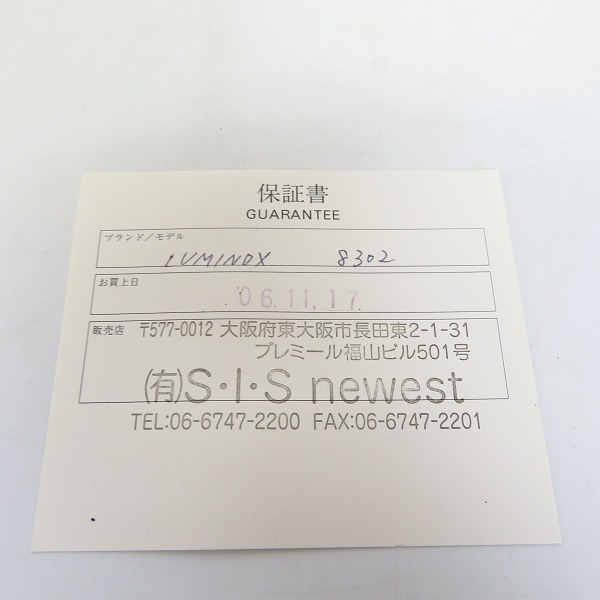 保証書
GUARANTEE
ブランド/モデル
LUMINOX 8302
お買上日
'06.11.17
販売店 〒577-0012 大阪府東大阪市長田東2-1-31
プレミール福山ビル501号
(有)S・I・S newest
TEL:06-6747-2200 FAX:06-6747-2201